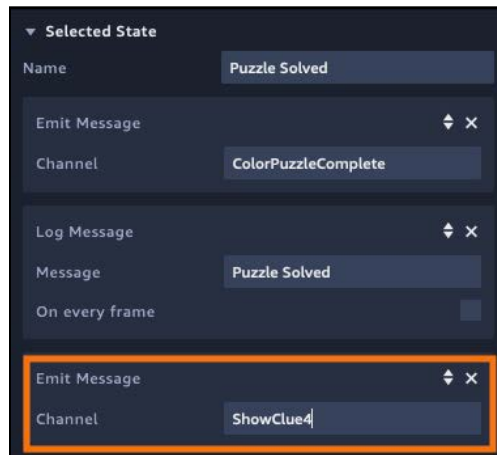 Selected State
Name Puzzle Solved
Emit Message
Channel ColorPuzzleComplete
Log Message
Message Puzzle Solved
On every frame
Emit Message
Channel ShowClue4